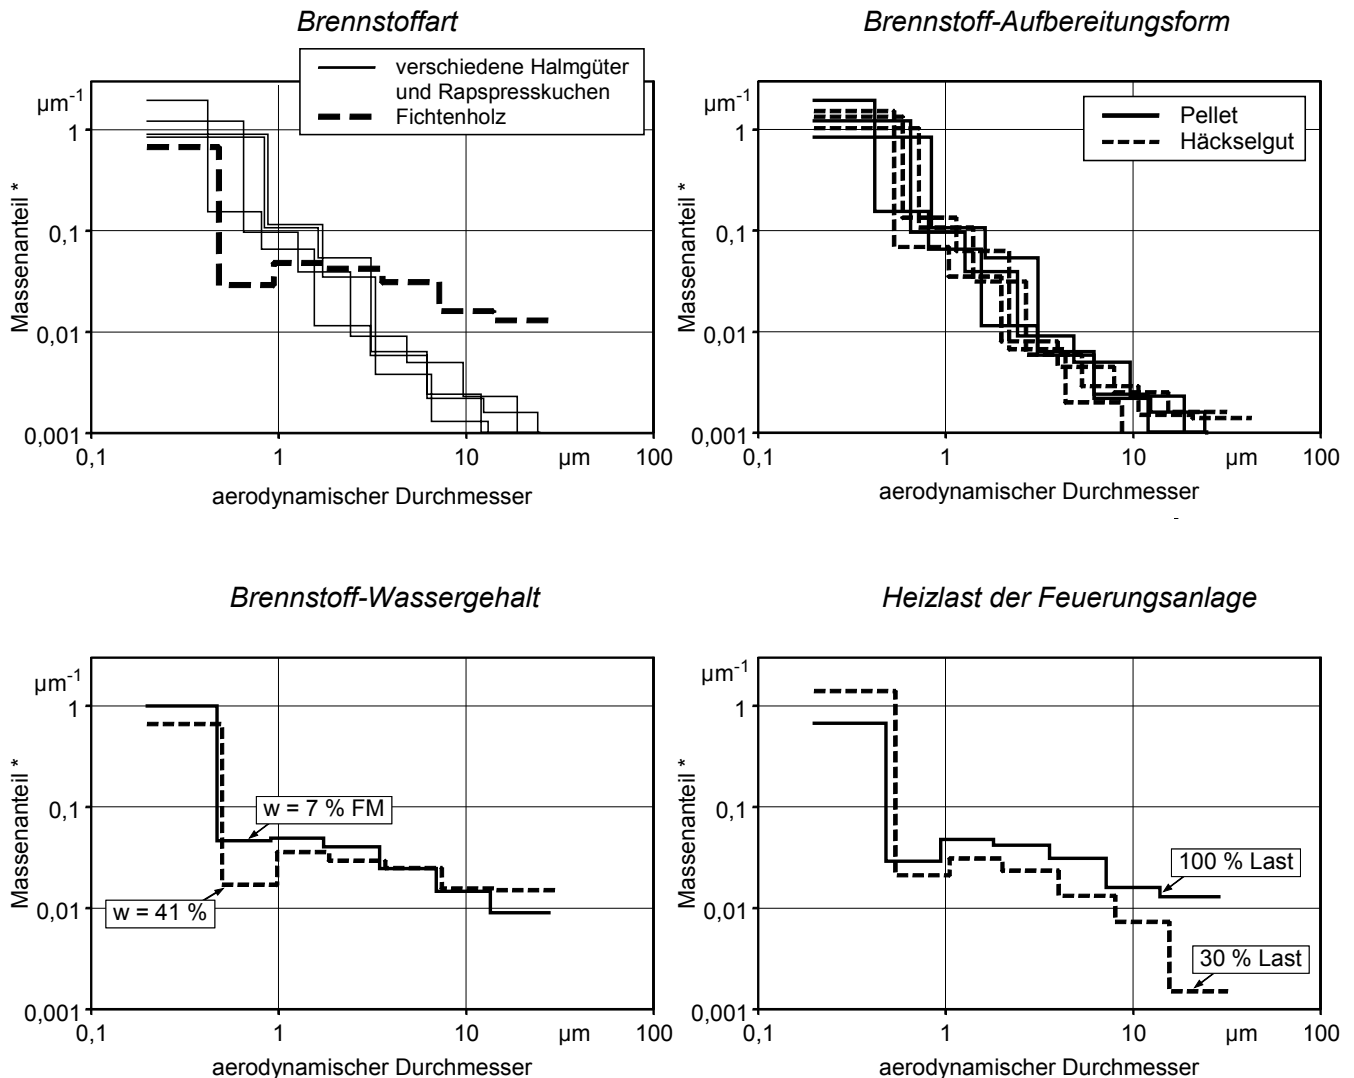 Brennstoffart
verschiedene Halmgüter
und Rapspresskuchen
Fichtenholz
µm-1
1
0,1
0,01
0,001
Massenanteil *
0,1
1
10
µm
100
aerodynamischer Durchmesser
Brennstoff-Aufbereitungsform
Pellet
Häckselgut
µm-1
1
0,1
0,01
0,001
Massenanteil *
0,1
1
10
µm
100
aerodynamischer Durchmesser
Brennstoff-Wassergehalt
µm-1
1
0,1
0,01
0,001
Massenanteil *
w = 7 % FM
w = 41 %
0,1
1
10
µm
100
aerodynamischer Durchmesser
Heizlast der Feuerungsanlage
µm-1
1
0,1
0,01
0,001
Massenanteil *
100 % Last
30 % Last
0,1
1
10
µm
100
aerodynamischer Durchmesser